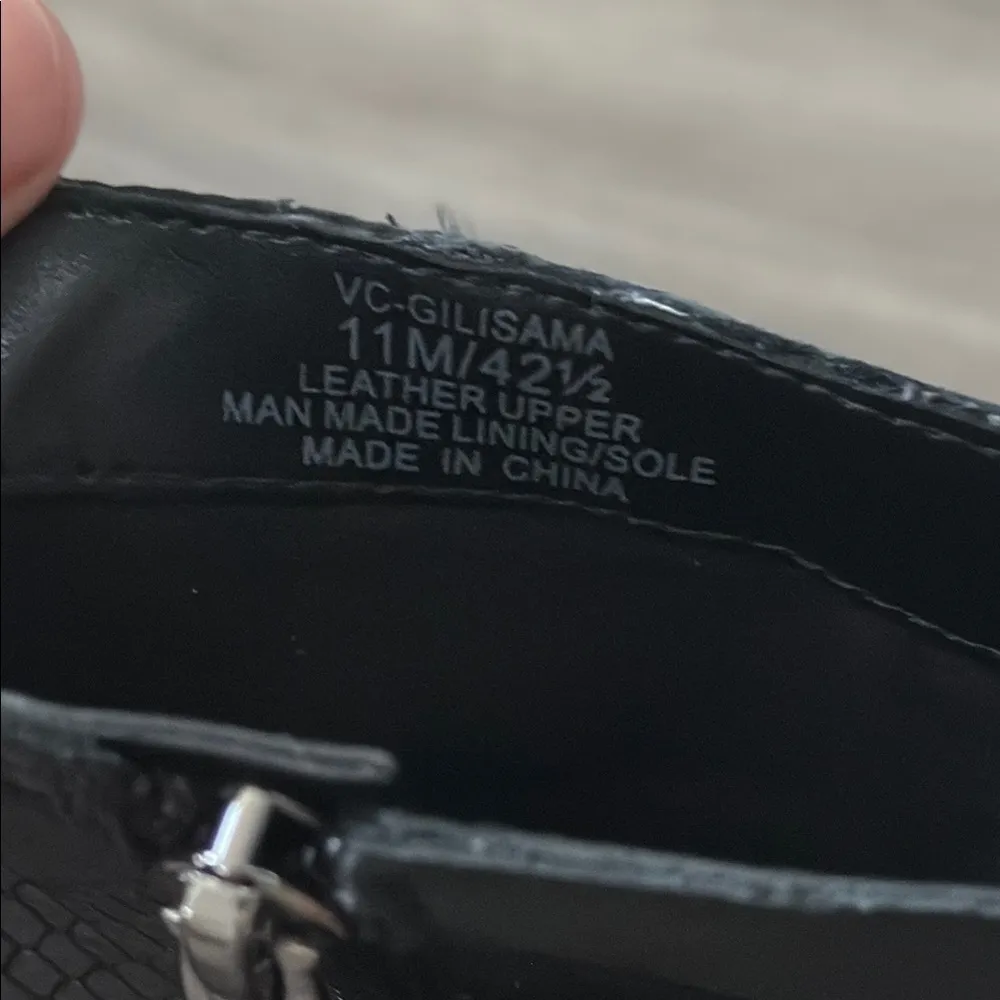 VC-GILISAMA
11M/42½
LEATHER UPPER
MAN MADE LINING/SOLE
MADE IN CHINA